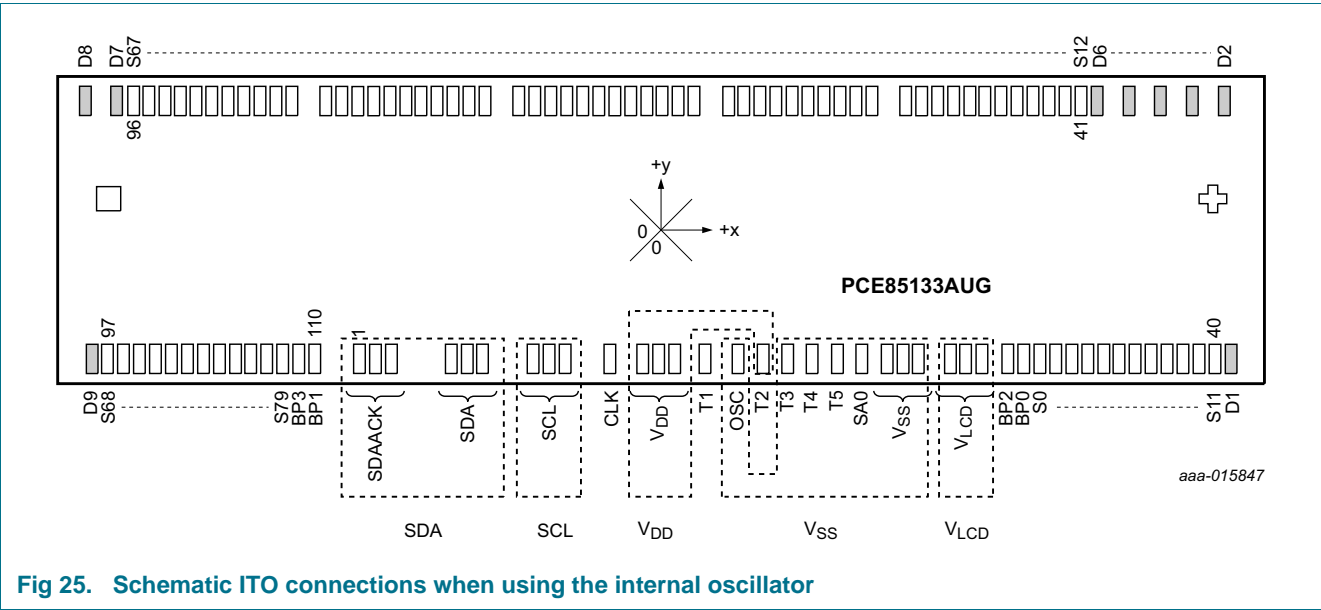 D8 D7 S67 S12 D6 D2
96 41
+y
0 +x
0
PCE85133AUG
97 110 1 40
D9 S68 S79 BP3 BP1 SDAACK SDA SCL CLK VDD T1 OSC T2 T3 T4 T5 SA0 VSS VLCD BP2 BP0 S0 S11 D1
aaa-015847
SDA SCL VDD VSS VLCD
Fig 25. Schematic ITO connections when using the internal oscillator